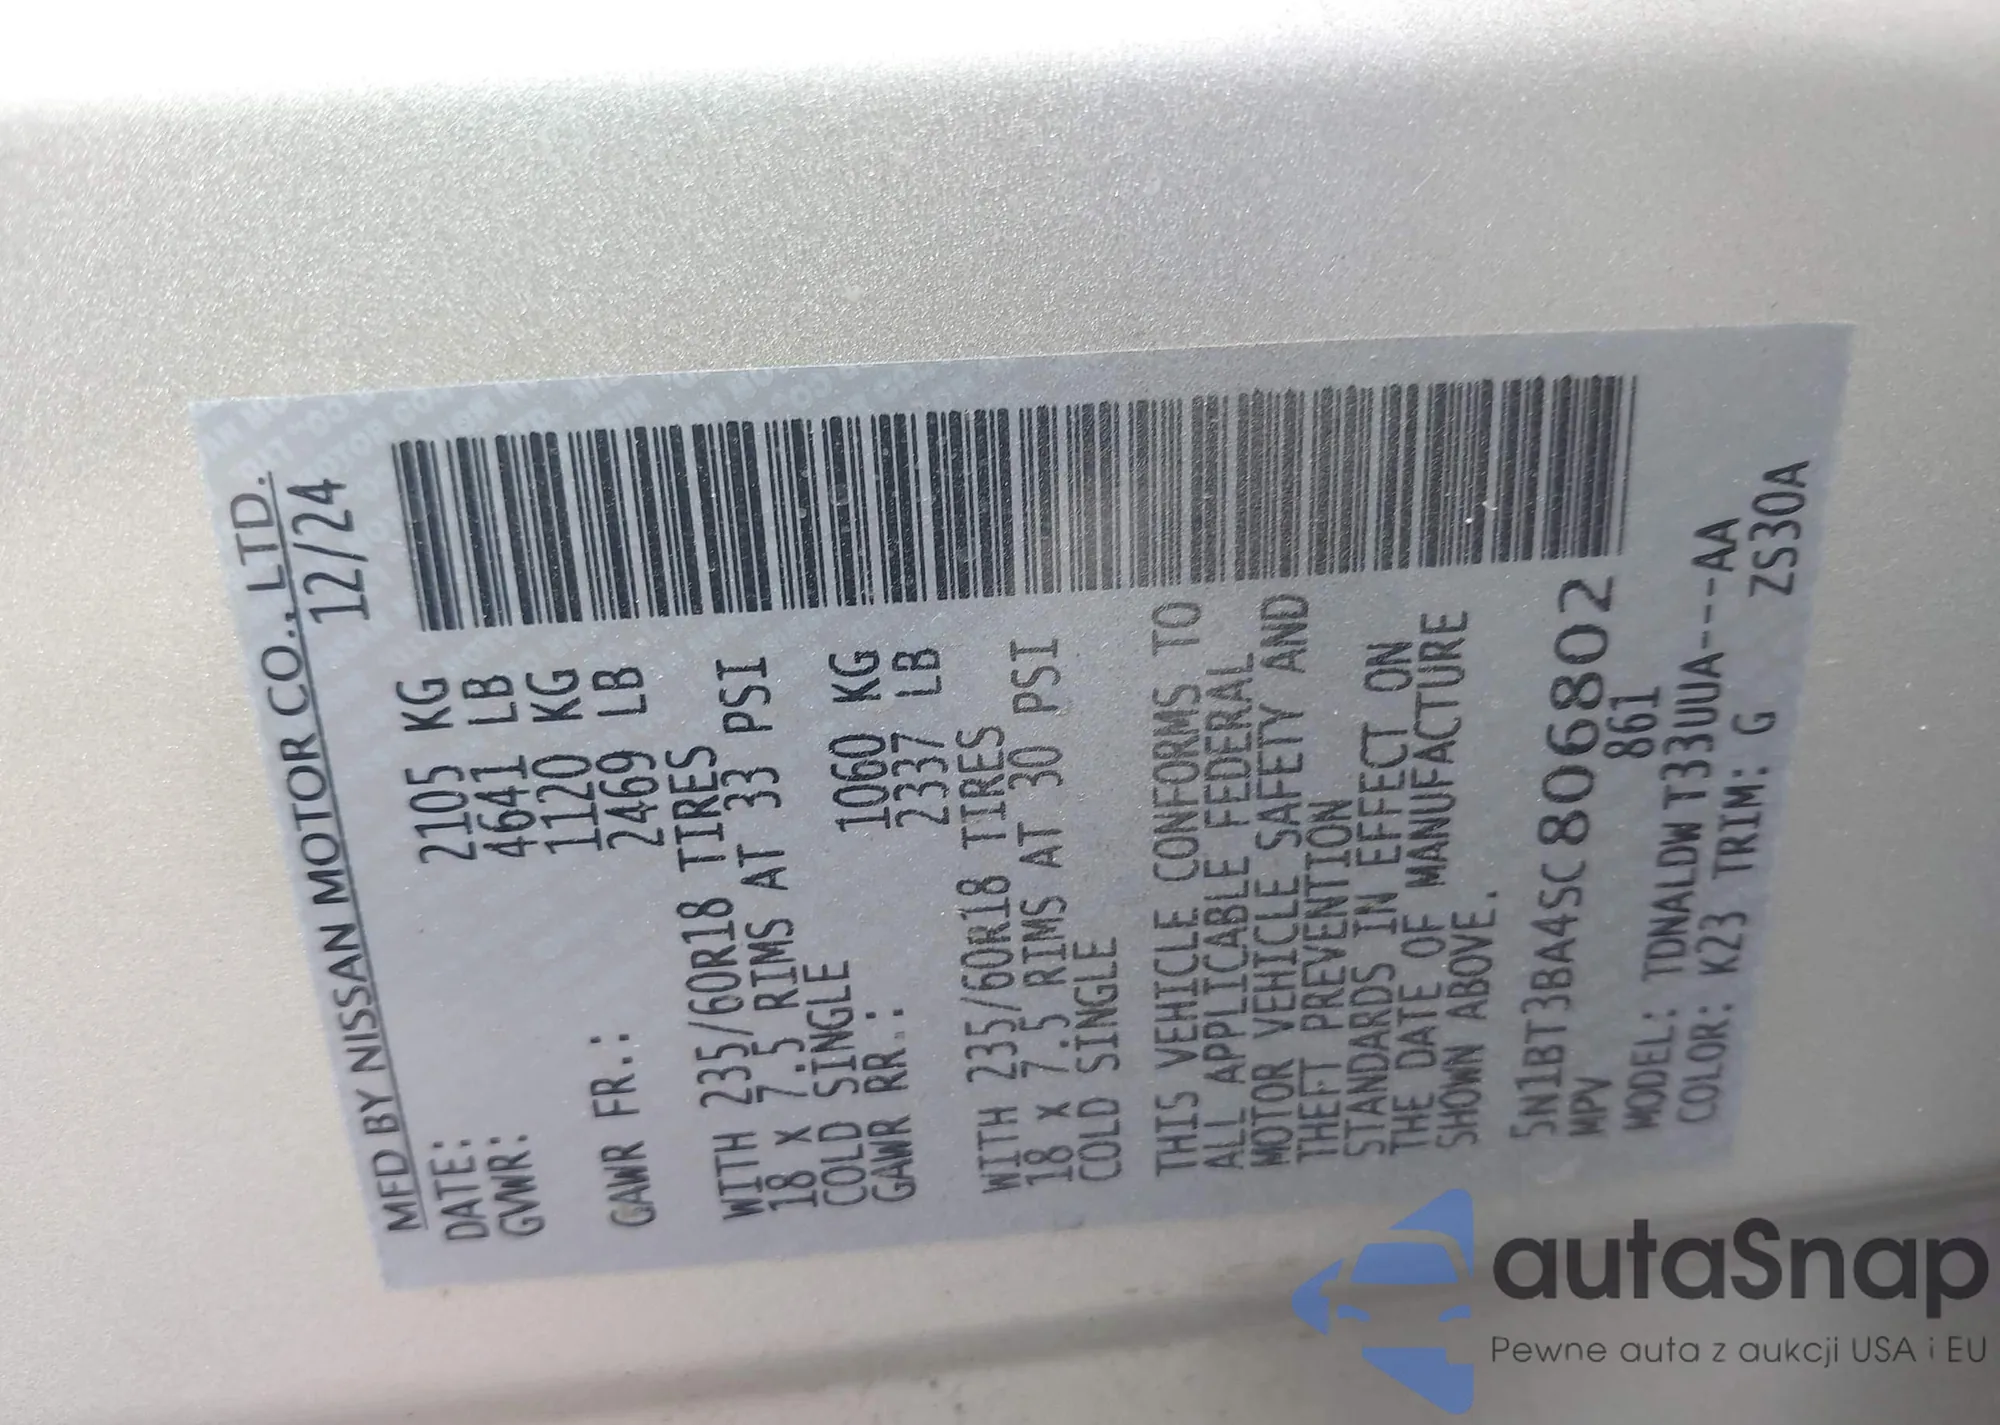 MFD BY NISSAN MOTOR CO., LTD.
DATE: 12/24
GVWR: 2105 KG
4641 LB
GAWR FR.: 1120 KG
2469 LB
WITH 235/60R18 TIRES
18 x 7.5 RIMS AT 33 PSI
COLD SINGLE
GAWR RR.: 1060 KG
2337 LB
WITH 235/60R18 TIRES
18 x 7.5 RIMS AT 30 PSI
COLD SINGLE
THIS VEHICLE CONFORMS TO
ALL APPLICABLE FEDERAL
MOTOR VEHICLE SAFETY AND
THEFT PREVENTION
STANDARDS IN EFFECT ON
THE DATE OF MANUFACTURE
SHOWN ABOVE.
5N1BT3BA4SC806802
MPV 861
MODEL: TDNALDW T33UUA---AA
COLOR: K23 TRIM: G ZS30A
autaSnap
Pewne auta z aukcji USA i EU